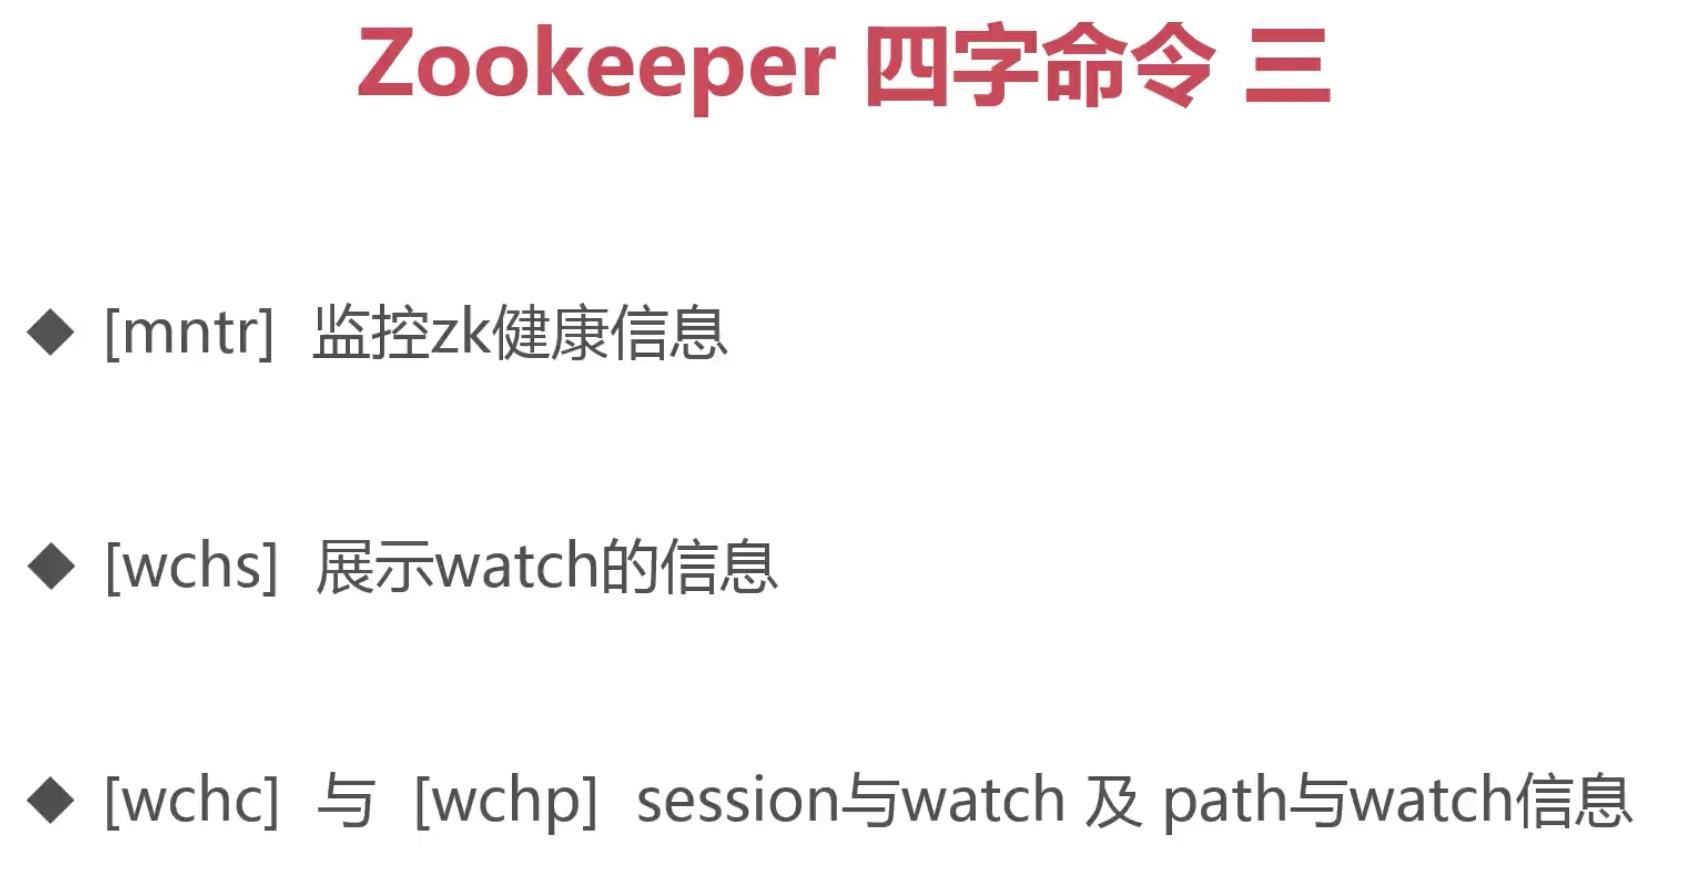 Zookeeper 四字命令 三
◆ [mntr] 监控zk健康信息
◆ [wchs] 展示watch的信息
◆ [wchc] 与 [wchp] session与watch 及 path与watch信息